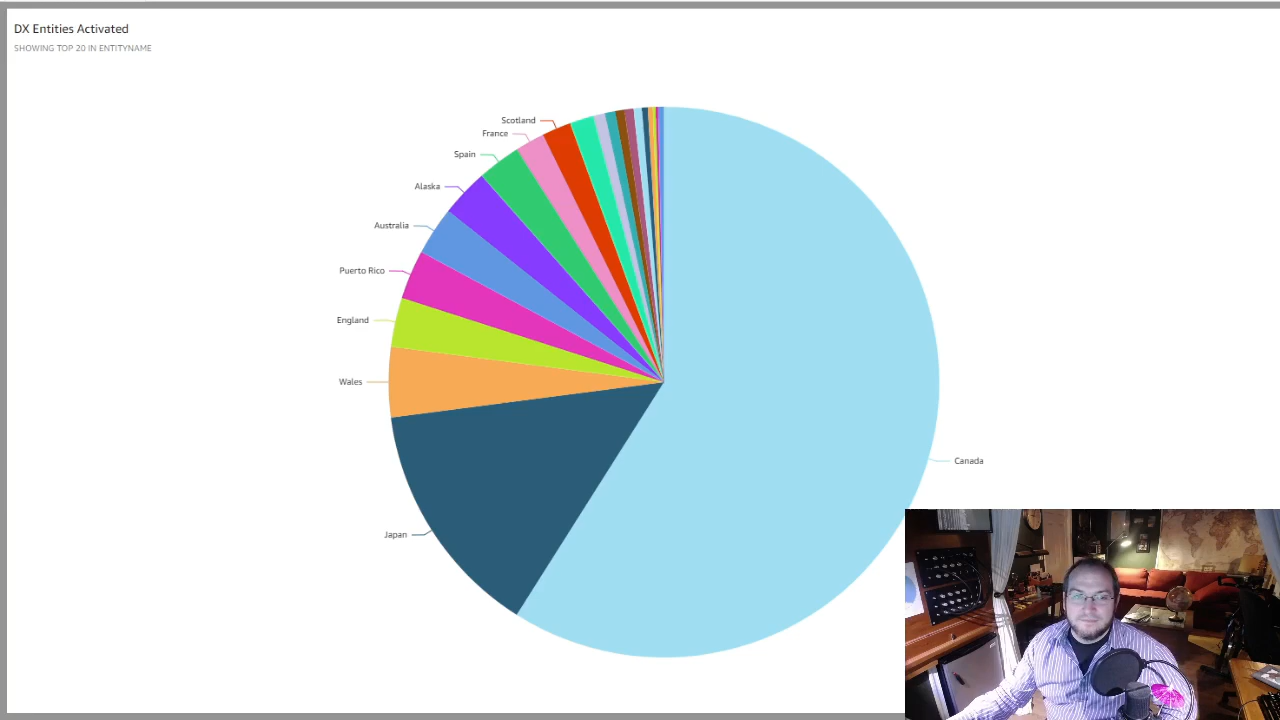 DX Entities Activated
SHOWING TOP 20 IN ENTITYNAME
Scotland
France
Spain
Alaska
Australia
Puerto Rico
England
Wales
Canada
Japan